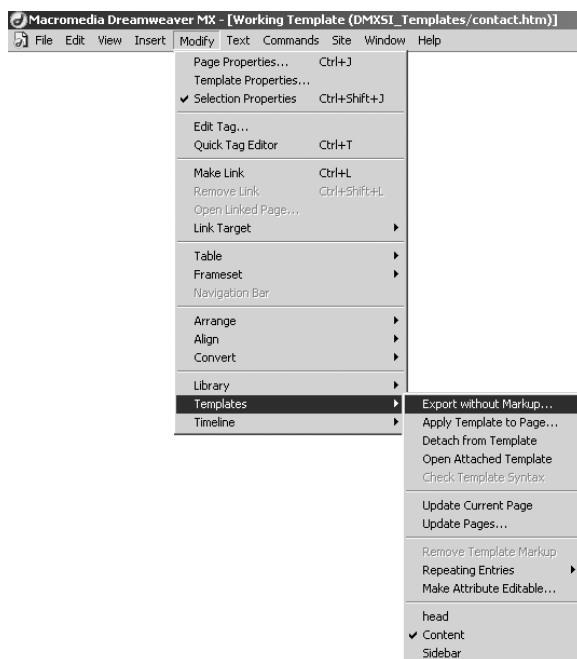 Macromedia Dreamweaver MX - [Working Template (DMXSI_Templates/contact.htm)]
File Edit View Insert Modify Text Commands Site Window Help
Page Properties... Ctrl+J
Template Properties...
Selection Properties Ctrl+Shift+J
Edit Tag...
Quick Tag Editor Ctrl+T
Make Link Ctrl+L
Remove Link Ctrl+Shift+L
Open Linked Page...
Link Target
Table
Frameset
Navigation Bar
Arrange
Align
Convert
Library
Templates
Timeline
Export without Markup...
Apply Template to Page...
Detach from Template
Open Attached Template
Check Template Syntax
Update Current Page
Update Pages...
Remove Template Markup
Repeating Entries
Make Attribute Editable...
head
Content
Sidebar